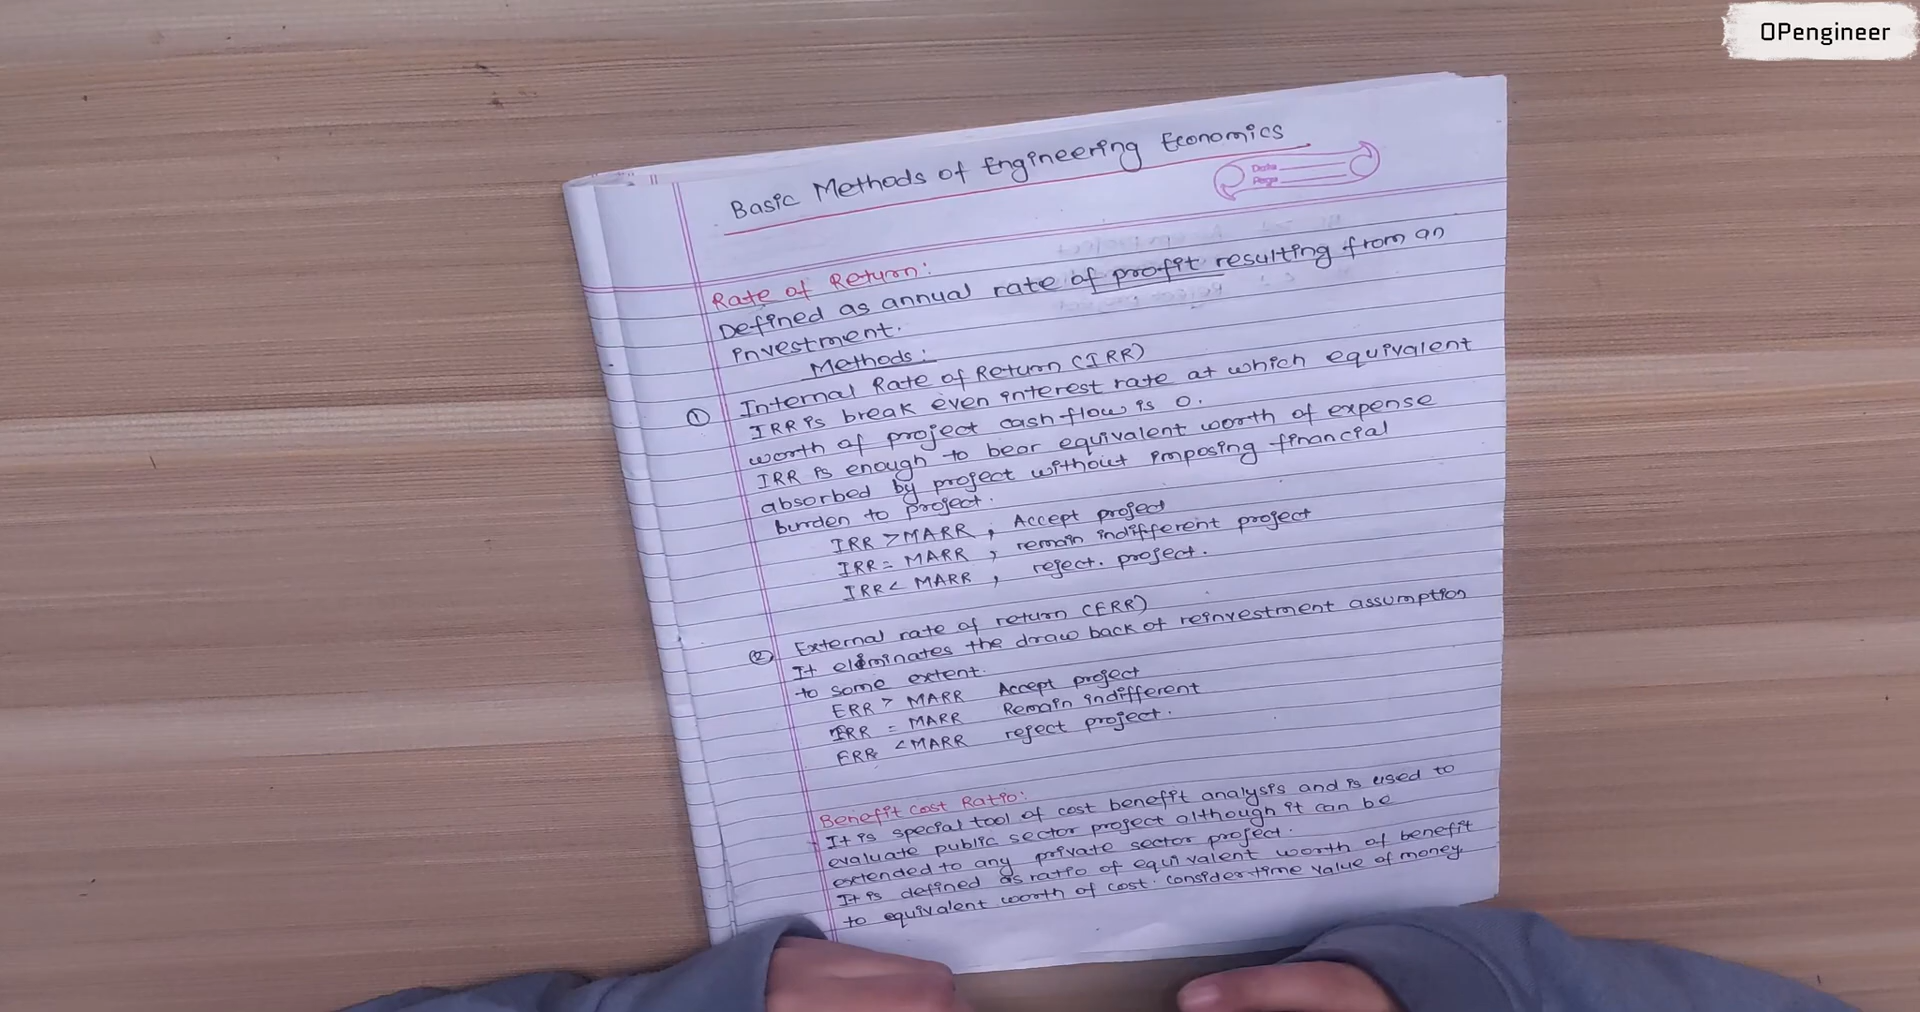 OPengineer
Basic Methods of Engineering Economics
Date
Page
Rate of Return:
Defined as annual rate of profit resulting from an
investment.
Methods:
① Internal Rate of Return (IRR)
IRR is break even interest rate at which equivalent
worth of project cash flow is 0.
IRR is enough to bear equivalent worth of expense
absorbed by project without imposing financial
burden to project.
IRR > MARR , Accept project
IRR = MARR , remain indifferent project
IRR < MARR , reject. project.
② External rate of return (ERR)
It eliminates the draw back of reinvestment assumption
to some extent.
ERR > MARR Accept project
ERR = MARR Remain indifferent
ERR < MARR reject project.
Benefit Cost Ratio:
It is special tool of cost benefit analysis and is used to
evaluate public sector project although it can be
extended to any private sector project.
It is defined as ratio of equivalent worth of benefit
to equivalent worth of cost. consider time value of money.